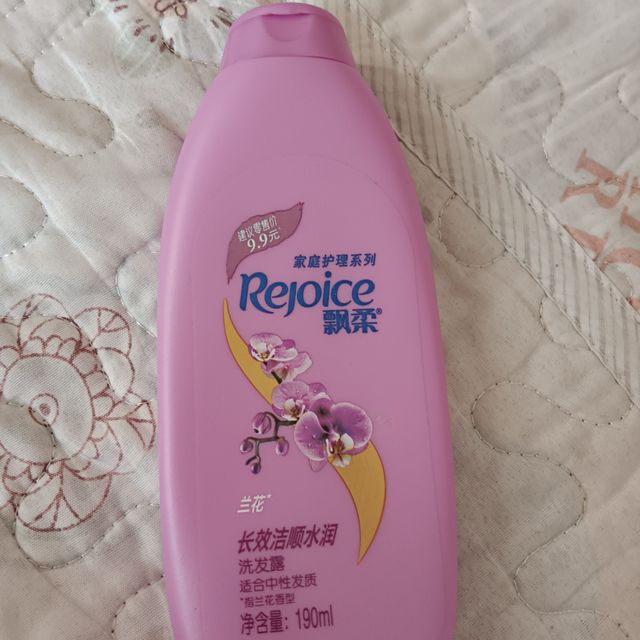 建议零售价
9.9元
家庭护理系列
Rejoice
飘柔®
兰花*
长效洁顺水润
洗发露
适合中性发质
*指兰花香型
净含量:190ml